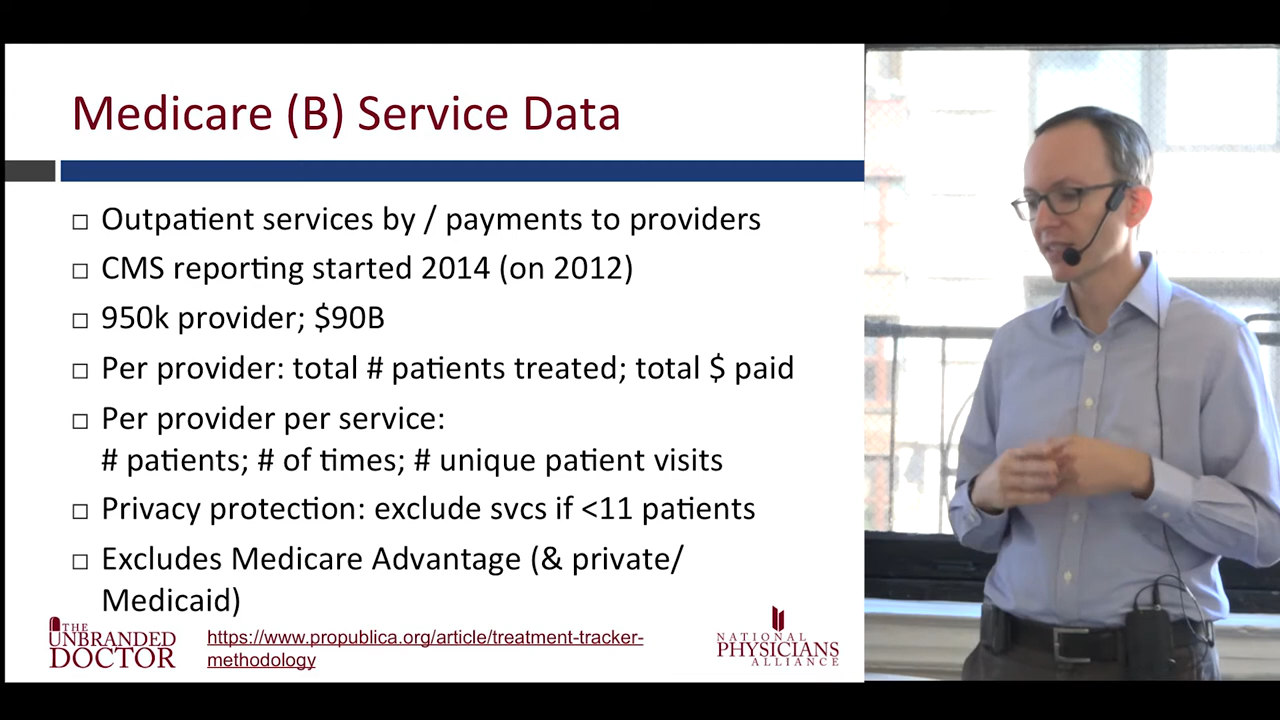 Medicare (B) Service Data
□ Outpatient services by / payments to providers
□ CMS reporting started 2014 (on 2012)
□ 950k provider; $90B
□ Per provider: total # patients treated; total $ paid
□ Per provider per service:
# patients; # of times; # unique patient visits
□ Privacy protection: exclude svcs if <11 patients
□ Excludes Medicare Advantage (& private/
Medicaid)
THE
UNBRANDED
DOCTOR
https://www.propublica.org/article/treatment-tracker-
methodology
NATIONAL
PHYSICIANS
ALLIANCE